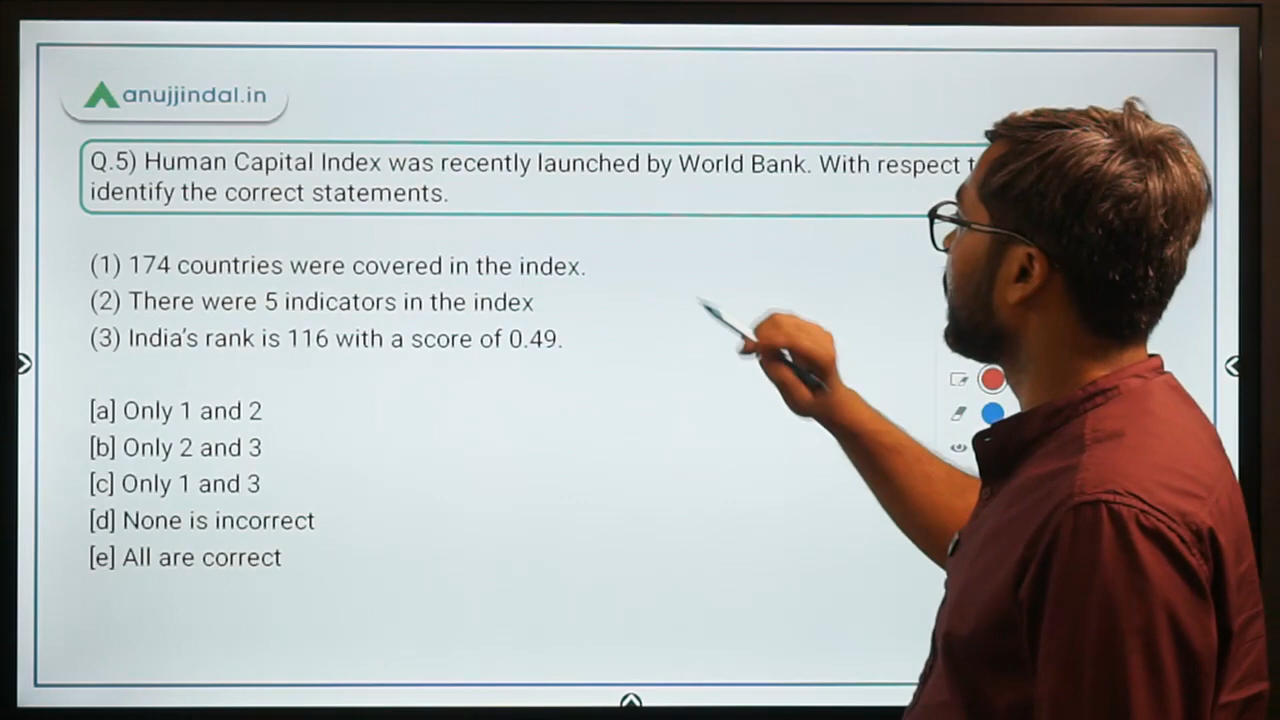 anujjindal.in
Q.5) Human Capital Index was recently launched by World Bank. With respect
identify the correct statements.
(1) 174 countries were covered in the index.
(2) There were 5 indicators in the index
(3) India's rank is 116 with a score of 0.49.
[a] Only 1 and 2
[b] Only 2 and 3
[c] Only 1 and 3
[d] None is incorrect
[e] All are correct